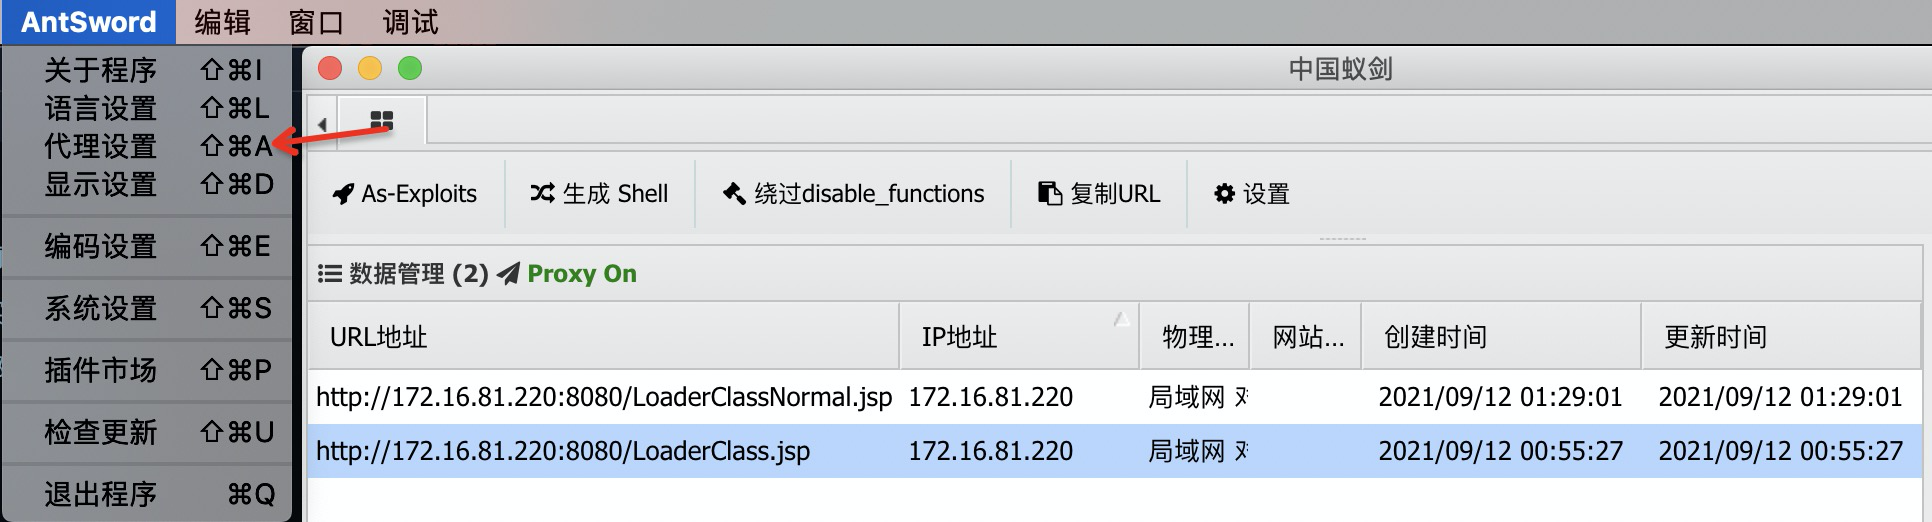 AntSword 编辑 窗口 调试
关于程序 ⇧⌘I
语言设置 ⇧⌘L
代理设置 ⇧⌘A
显示设置 ⇧⌘D
编码设置 ⇧⌘E
系统设置 ⇧⌘S
插件市场 ⇧⌘P
检查更新 ⇧⌘U
退出程序 ⌘Q
中国蚁剑
As-Exploits 生成 Shell 绕过disable_functions 复制URL 设置
数据管理 (2) Proxy On
URL地址 IP地址 物理... 网站... 创建时间 更新时间
http://172.16.81.220:8080/LoaderClassNormal.jsp 172.16.81.220 局域网 2021/09/12 01:29:01 2021/09/12 01:29:01
http://172.16.81.220:8080/LoaderClass.jsp 172.16.81.220 局域网 2021/09/12 00:55:27 2021/09/12 00:55:27